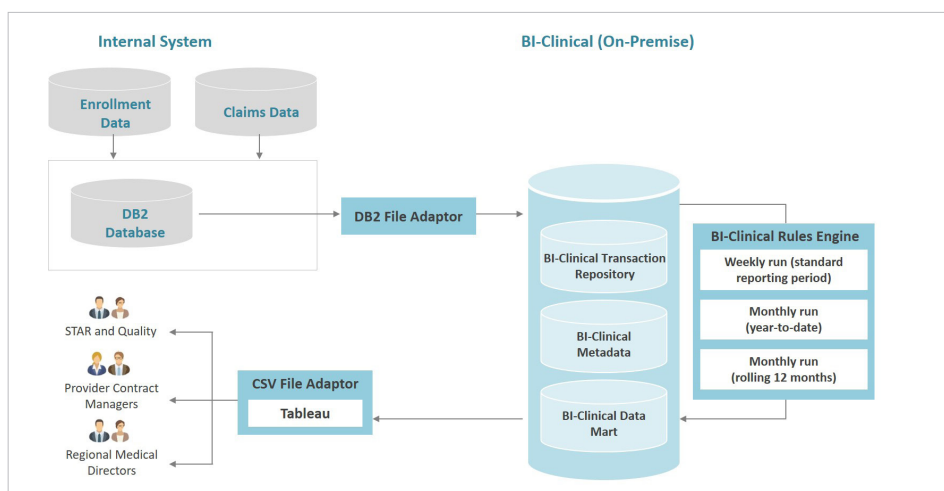 Internal System
BI-Clinical (On-Premise)
Enrollment
Data
Claims Data
DB2
Database
DB2 File Adaptor
BI-Clinical Transaction
Repository
BI-Clinical
Metadata
BI-Clinical Data
Mart
BI-Clinical Rules Engine
Weekly run (standard
reporting period)
Monthly run
(year-to-date)
Monthly run
(rolling 12 months)
CSV File Adaptor
Tableau
STAR and Quality
Provider Contract
Managers
Regional Medical
Directors